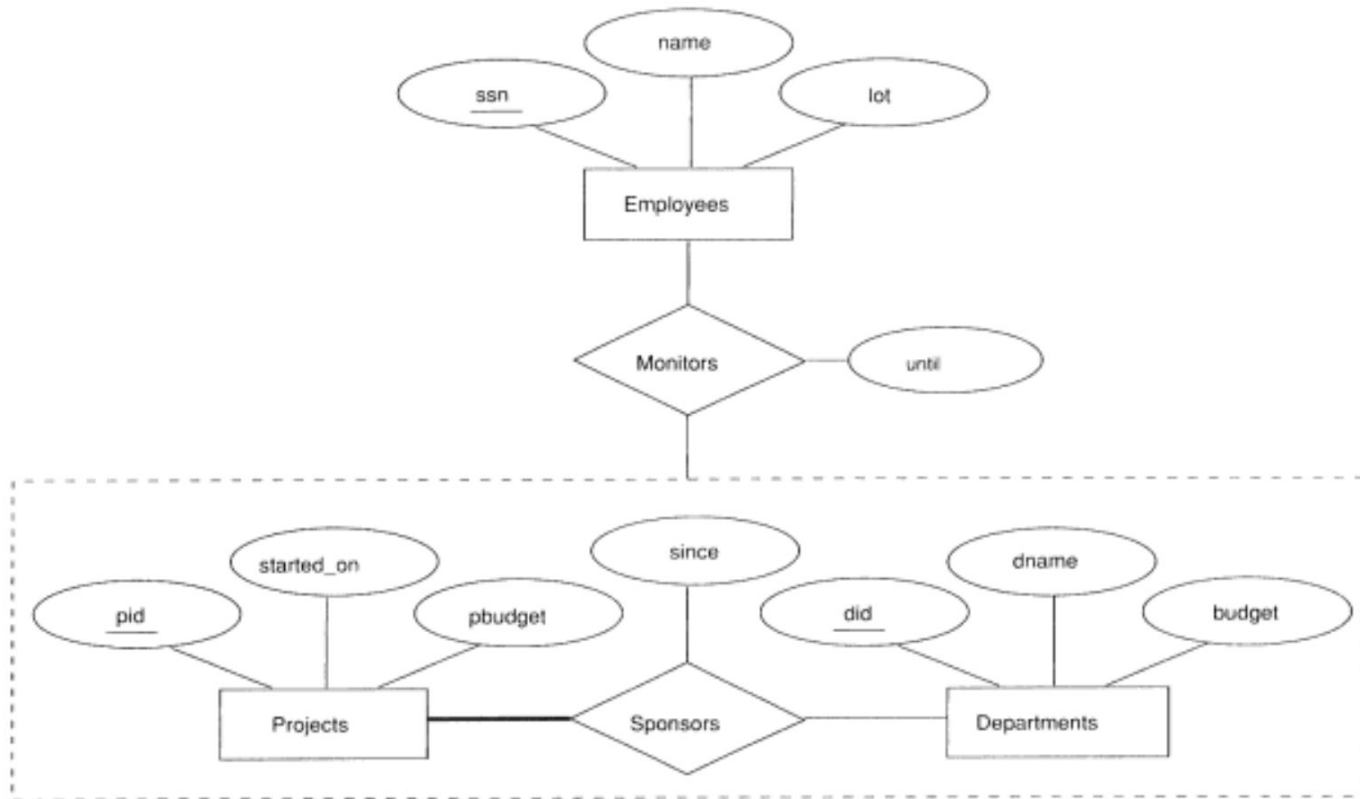 name
ssn
lot
Employees
Monitors
until
since
started_on
dname
pid
pbudget
did
budget
Projects
Sponsors
Departments